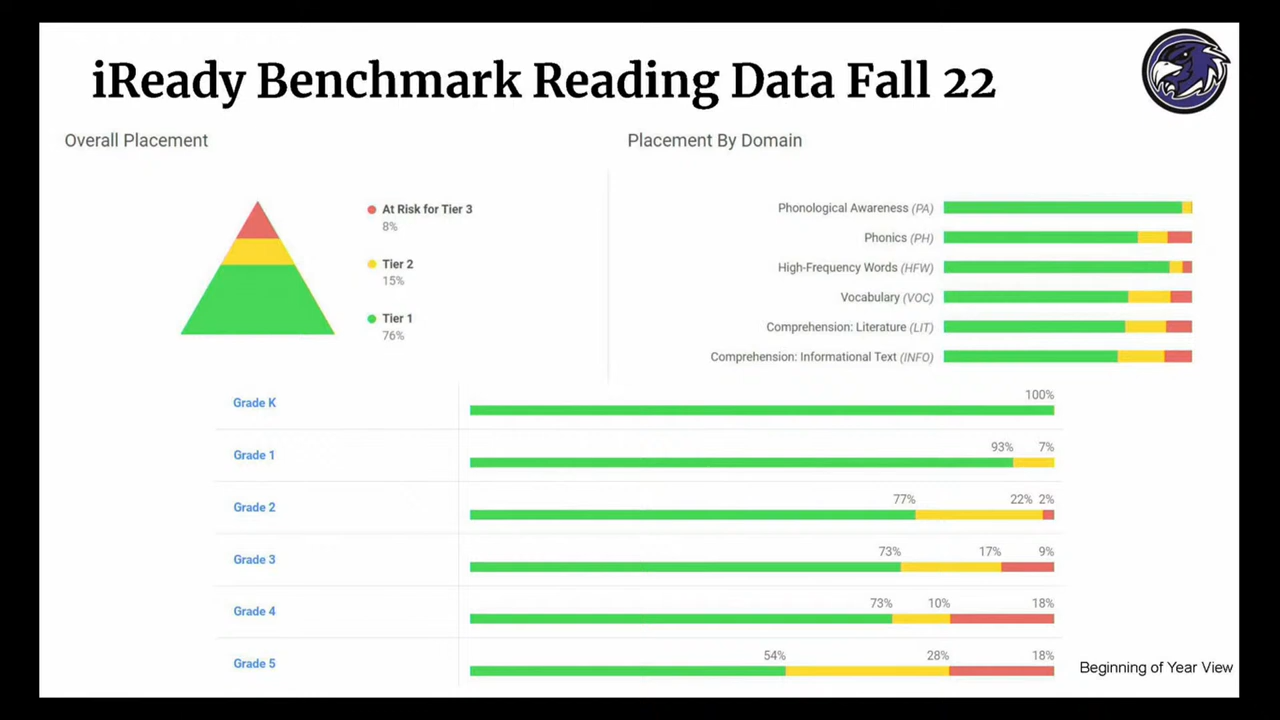 iReady Benchmark Reading Data Fall 22
Overall Placement
At Risk for Tier 3
8%
Tier 2
15%
Tier 1
76%
Placement By Domain
Phonological Awareness (PA)
Phonics (PH)
High-Frequency Words (HFW)
Vocabulary (VOC)
Comprehension: Literature (LIT)
Comprehension: Informational Text (INFO)
Grade K 100%
Grade 1 93% 7%
Grade 2 77% 22% 2%
Grade 3 73% 17% 9%
Grade 4 73% 10% 18%
Grade 5 54% 28% 18%
Beginning of Year View